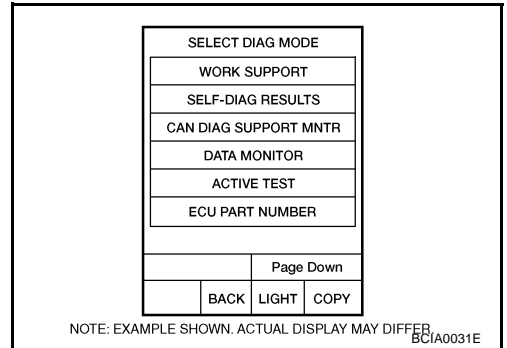 SELECT DIAG MODE
WORK SUPPORT
SELF-DIAG RESULTS
CAN DIAG SUPPORT MNTR
DATA MONITOR
ACTIVE TEST
ECU PART NUMBER
Page Down
BACK LIGHT COPY
NOTE: EXAMPLE SHOWN. ACTUAL DISPLAY MAY DIFFER.
BCIA0031E